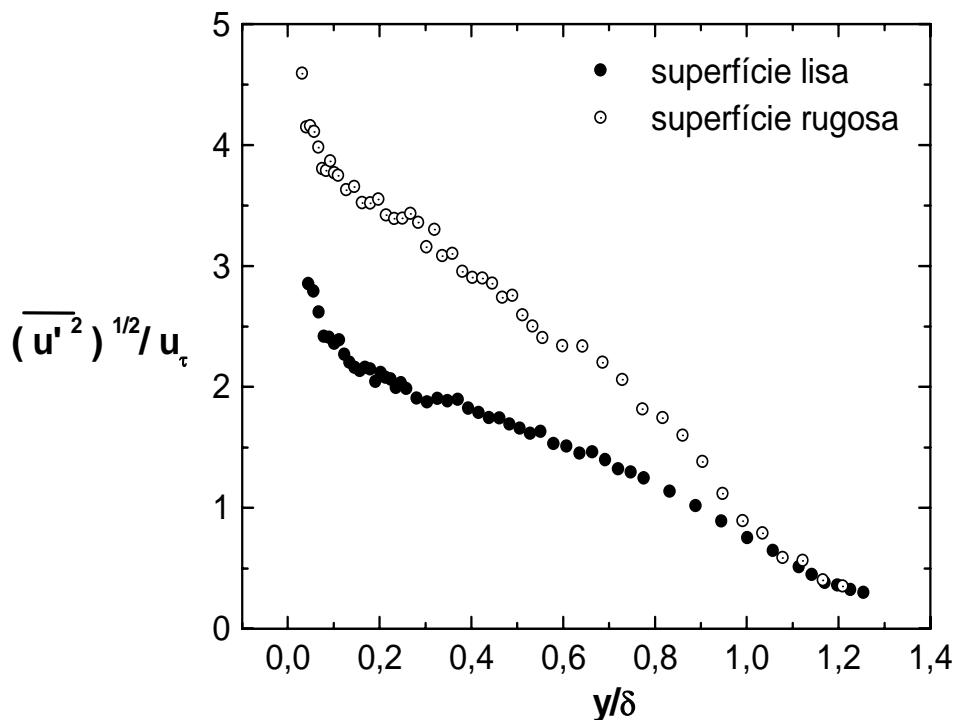 5
4
3
2
1
0
superfície lisa
superfície rugosa
( u' ² ) ^1/2 / u_τ
0,0 0,2 0,4 0,6 0,8 1,0 1,2 1,4
y/δ